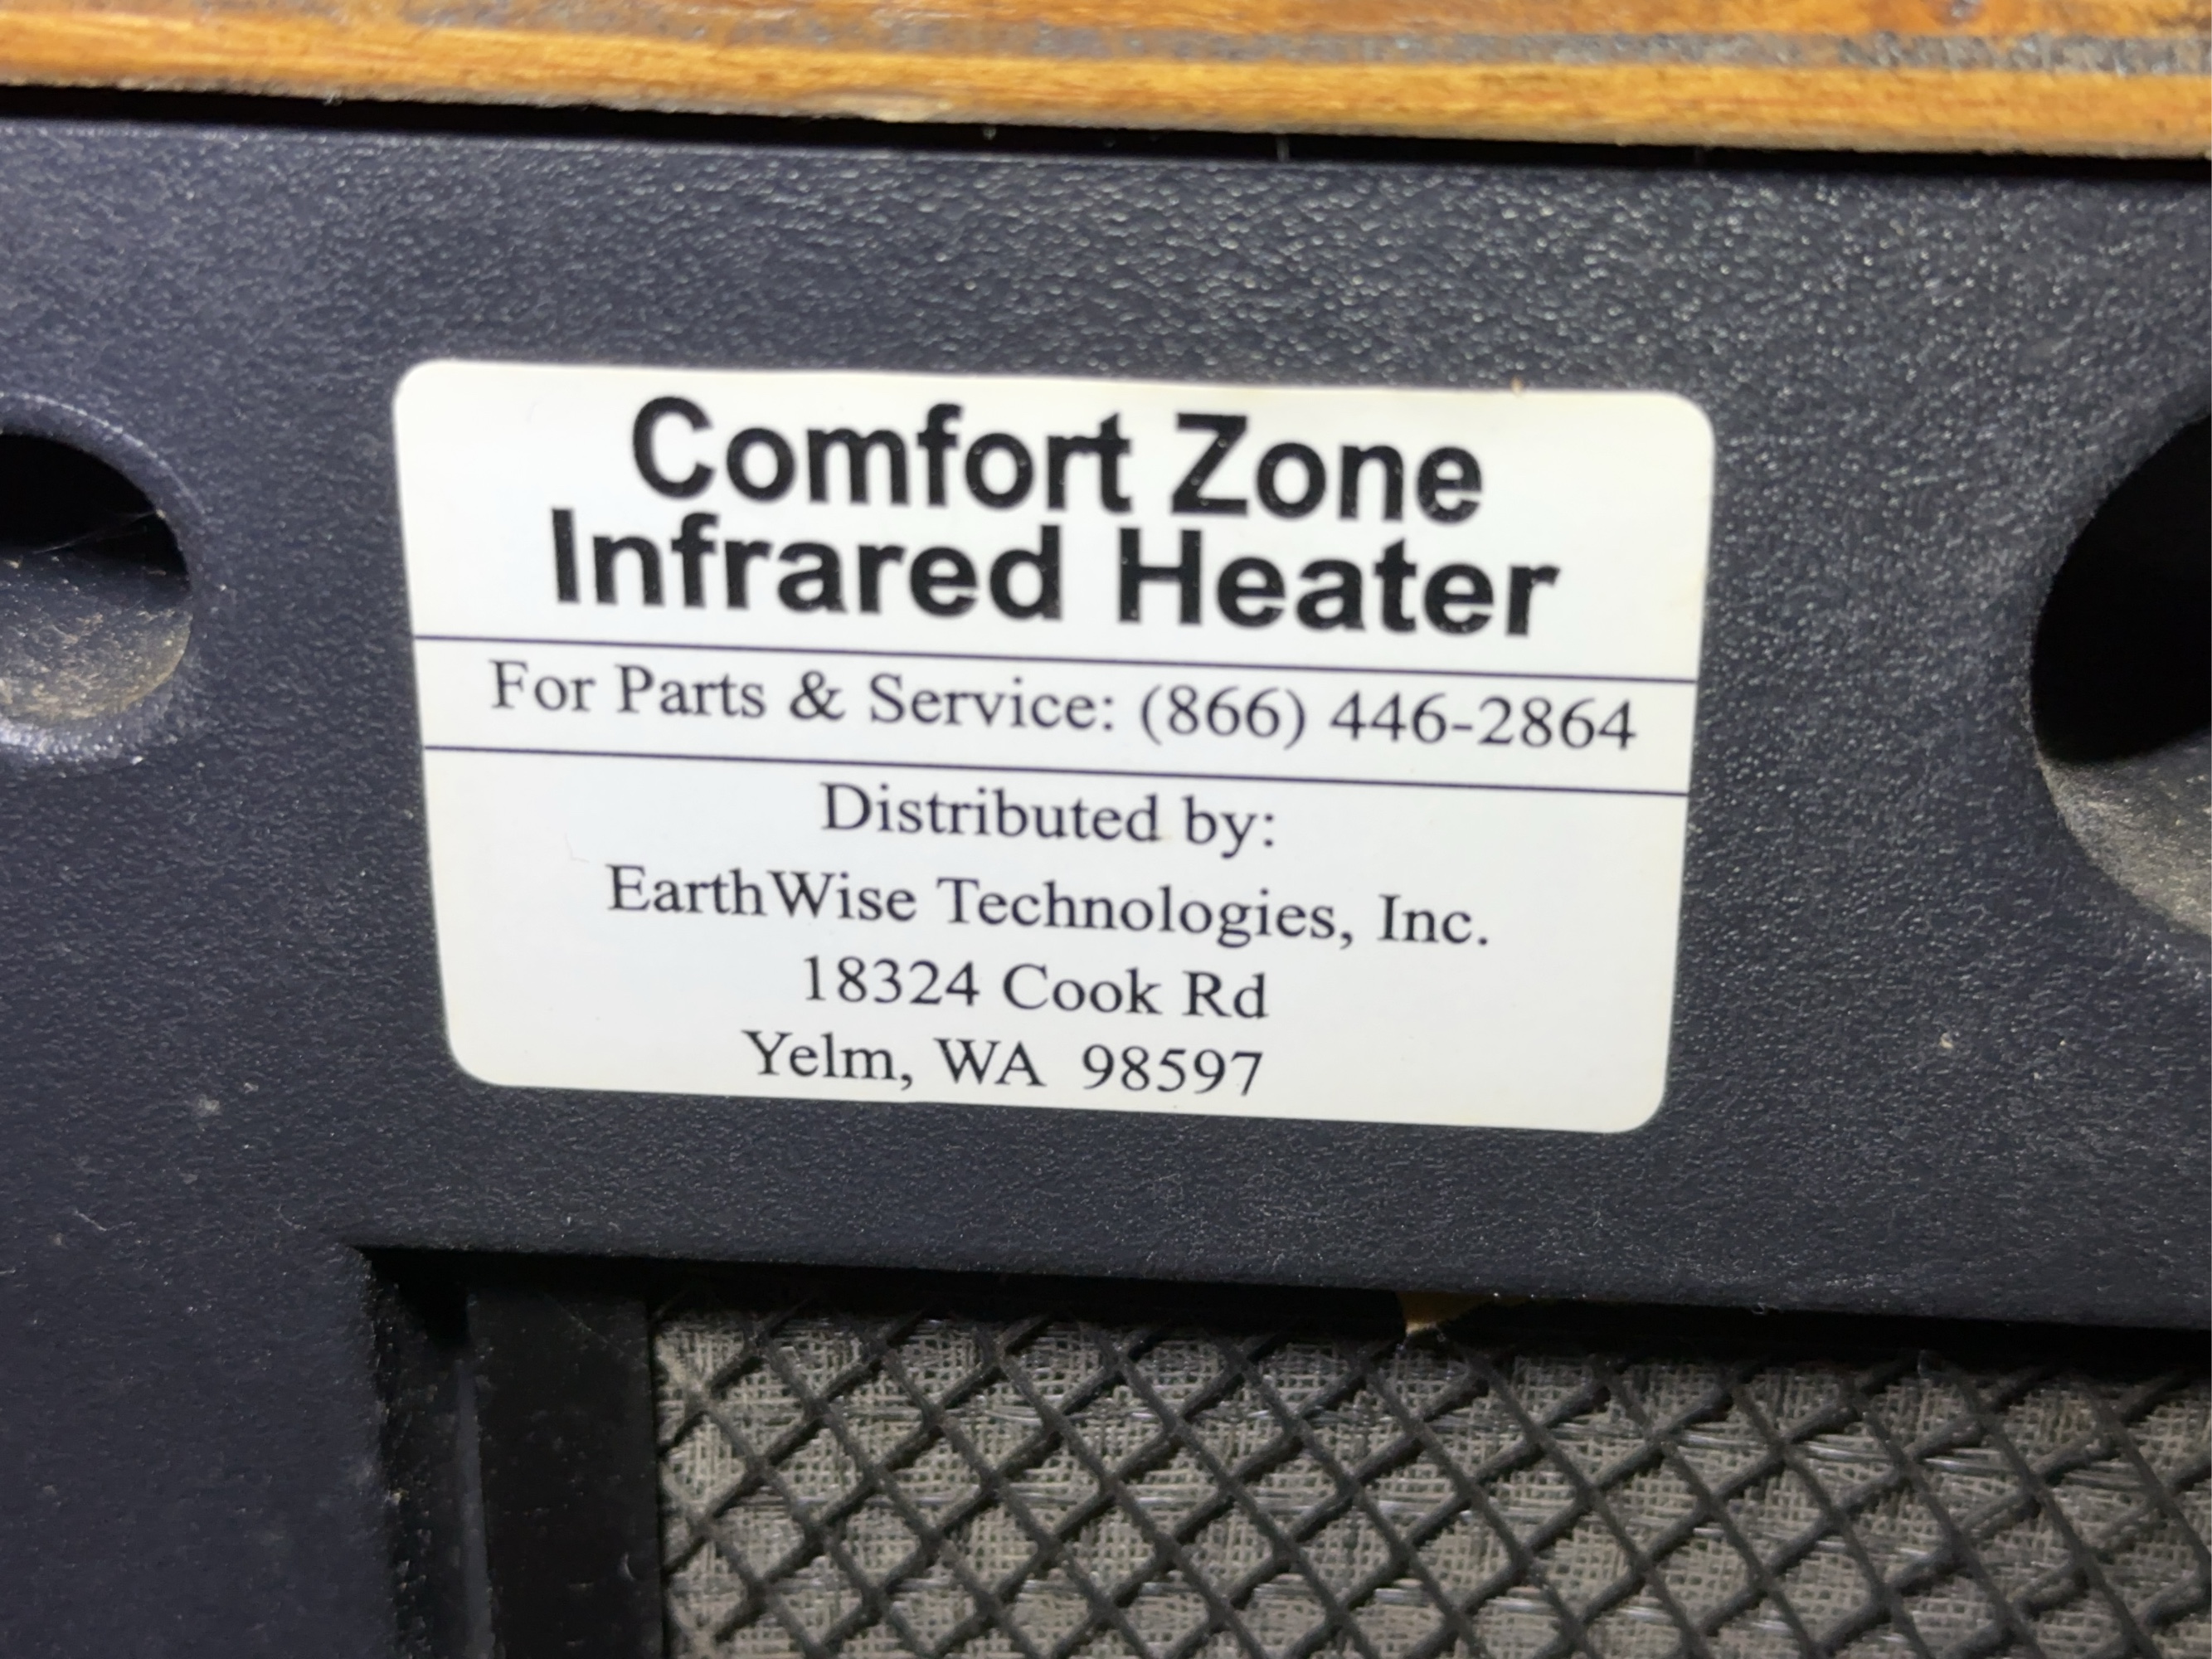 Comfort Zone
Infrared Heater
For Parts & Service: (866) 446-2864
Distributed by:
EarthWise Technologies, Inc.
18324 Cook Rd
Yelm, WA 98597